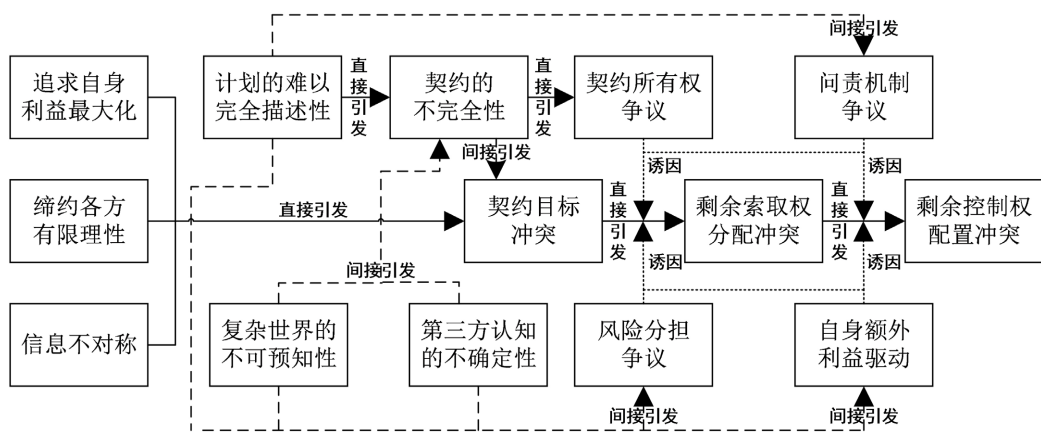 间接引发
追求自身
利益最大化
计划的难以
完全描述性
直接引发
契约的
不完全性
直接引发
契约所有权
争议
问责机制
争议
间接引发
诱因
诱因
缔约各方
有限理性
直接引发
契约目标
冲突
直接引发
剩余索取权
分配冲突
直接引发
剩余控制权
配置冲突
间接引发
诱因
诱因
信息不对称
复杂世界的
不可预知性
第三方认知
的不确定性
风险分担
争议
自身额外
利益驱动
间接引发
间接引发